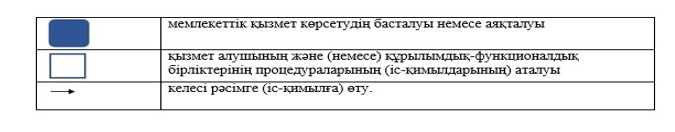 мемлекеттік қызмет көрсетудің басталуы немесе аяқталуы
қызмет алушының және (немесе) құрылымдық-функционалдық
бірліктерінің процедураларының (іс-қимылдарының) аталуы
келесі рәсімге (іс-қимылға) өту.